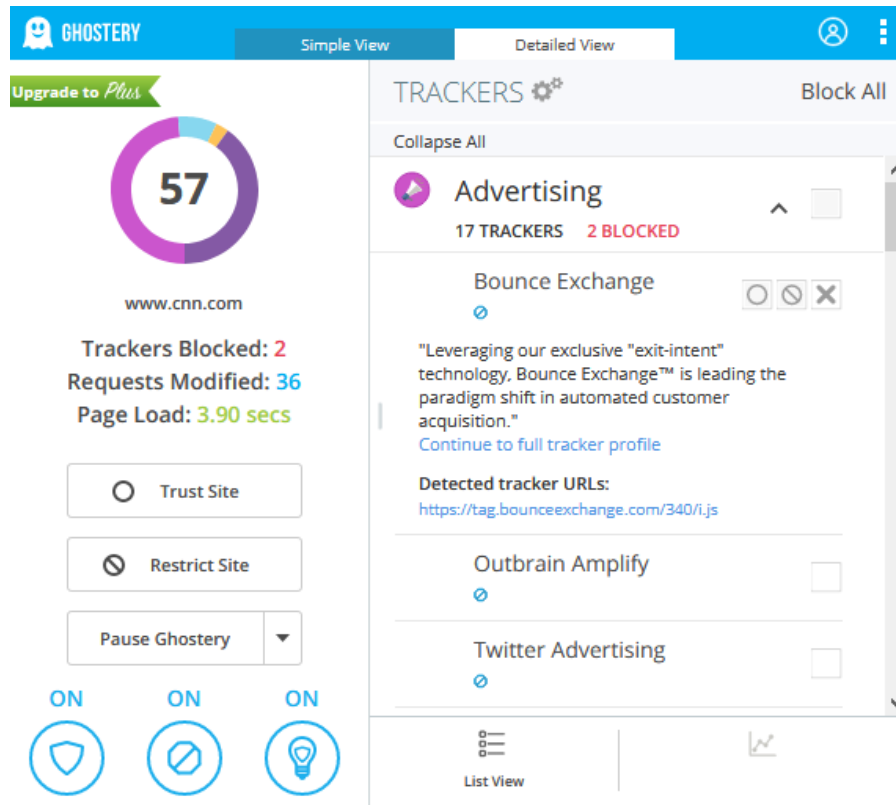 GHOSTERY
Simple View
Detailed View
Upgrade to Plus
57
www.cnn.com
Trackers Blocked: 2
Requests Modified: 36
Page Load: 3.90 secs
Trust Site
Restrict Site
Pause Ghostery
ON
ON
ON
TRACKERS
Block All
Collapse All
Advertising
17 TRACKERS 2 BLOCKED
Bounce Exchange
"Leveraging our exclusive "exit-intent"
technology, Bounce Exchange™ is leading the
paradigm shift in automated customer
acquisition."
Continue to full tracker profile
Detected tracker URLs:
https://tag.bounceexchange.com/340/i.js
Outbrain Amplify
Twitter Advertising
List View